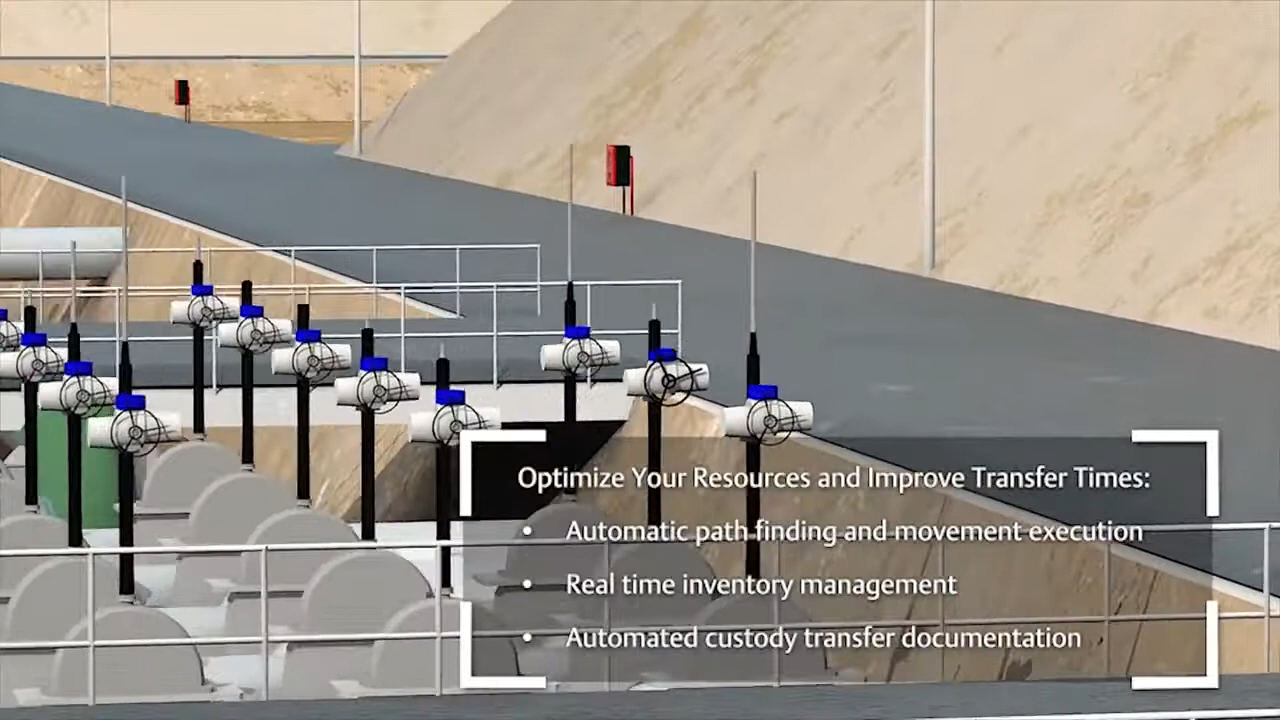 Optimize Your Resources and Improve Transfer Times:
• Automatic path finding and movement execution
• Real time inventory management
• Automated custody transfer documentation